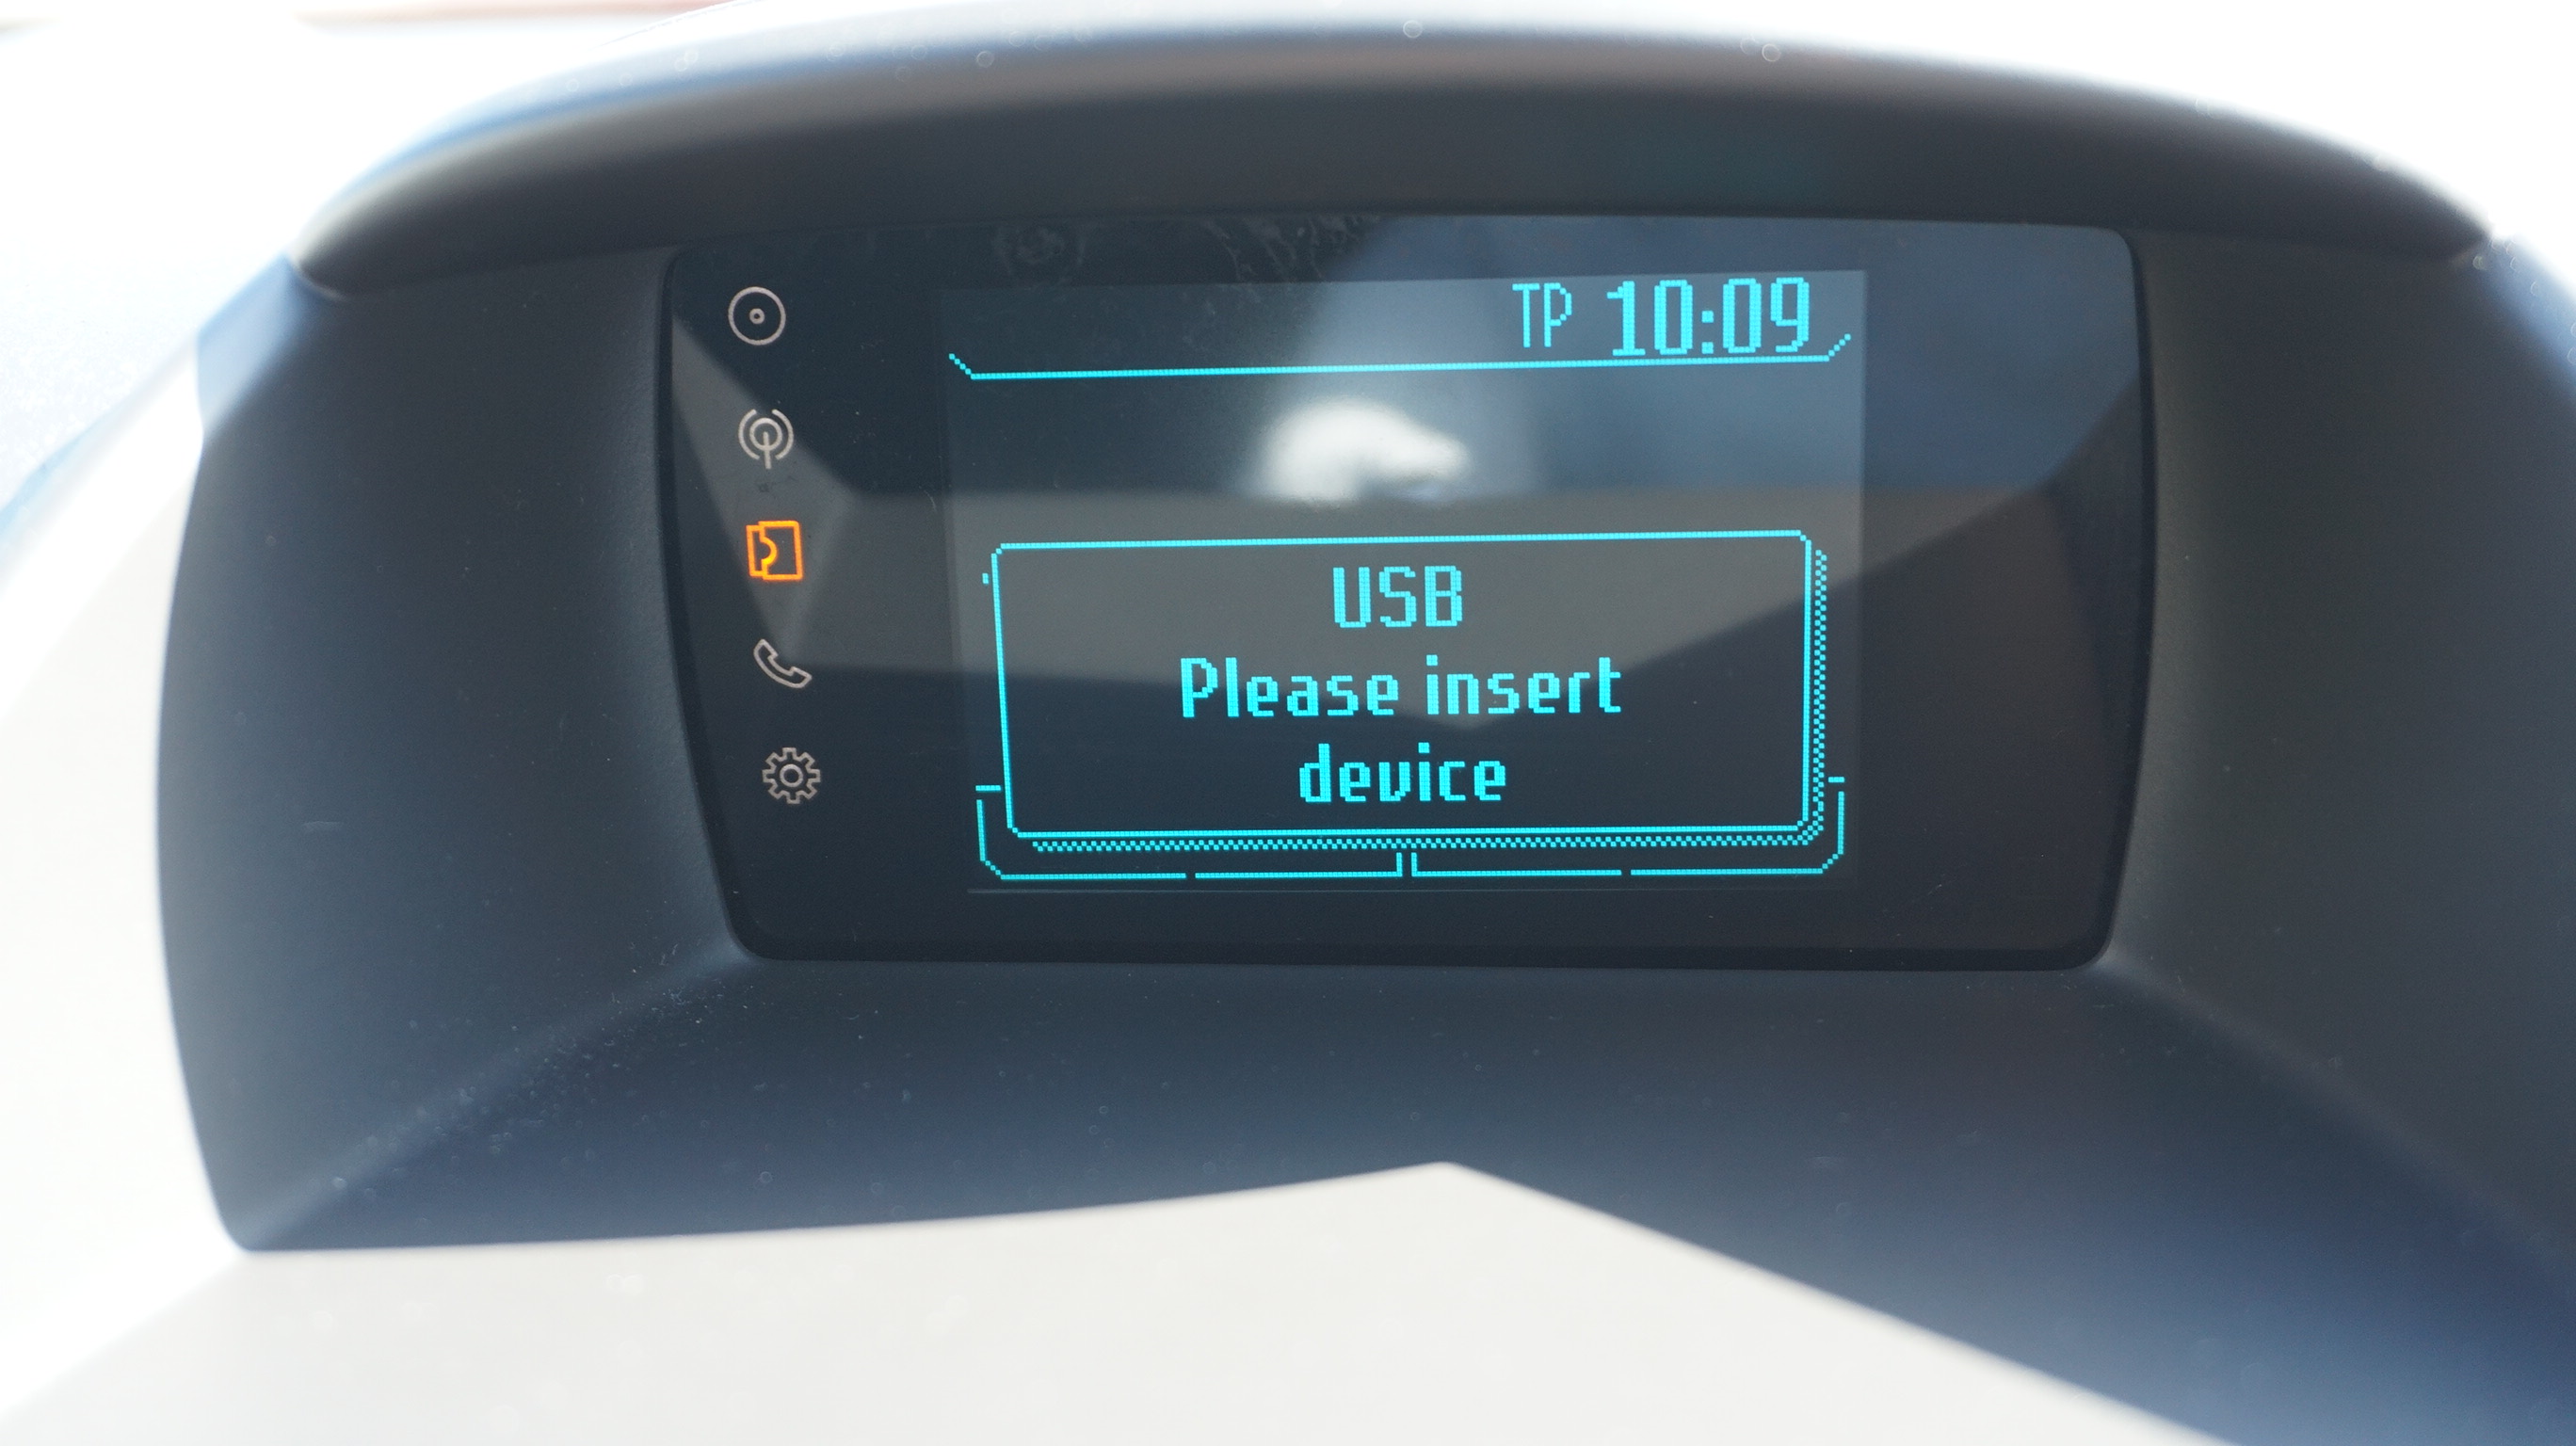 TP 10:09
USB
Please insert
device